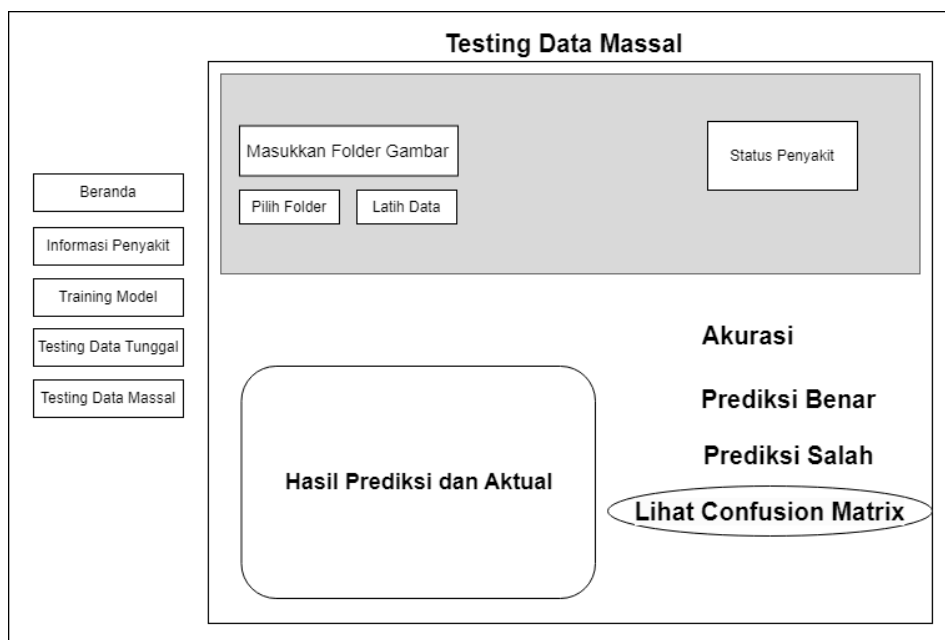 Testing Data Massal
Beranda
Informasi Penyakit
Training Model
Testing Data Tunggal
Testing Data Massal
Masukkan Folder Gambar
Pilih Folder
Latih Data
Status Penyakit
Hasil Prediksi dan Aktual
Akurasi
Prediksi Benar
Prediksi Salah
Lihat Confusion Matrix